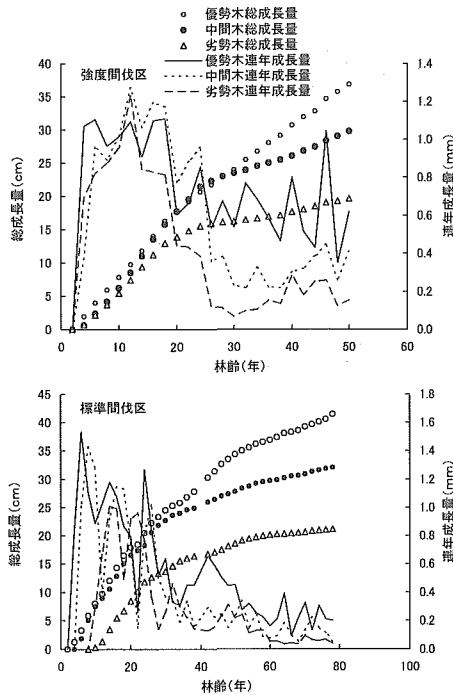 優勢木総成長量
中間木総成長量
劣勢木総成長量
優勢木連年成長量
中間木連年成長量
劣勢木連年成長量
強度間伐区
40
35
30
25
20
15
10
5
0
総成長量(cm)
1.4
1.2
1.0
0.8
0.6
0.4
0.2
0.0
連年成長量(mm)
0 10 20 30 40 50 60
林齢(年)
標準間伐区
45
40
35
30
25
20
15
10
5
0
総成長量(cm)
1.8
1.6
1.4
1.2
1.0
0.8
0.6
0.4
0.2
0.0
連年成長量(mm)
0 20 40 60 80 100
林齢(年)